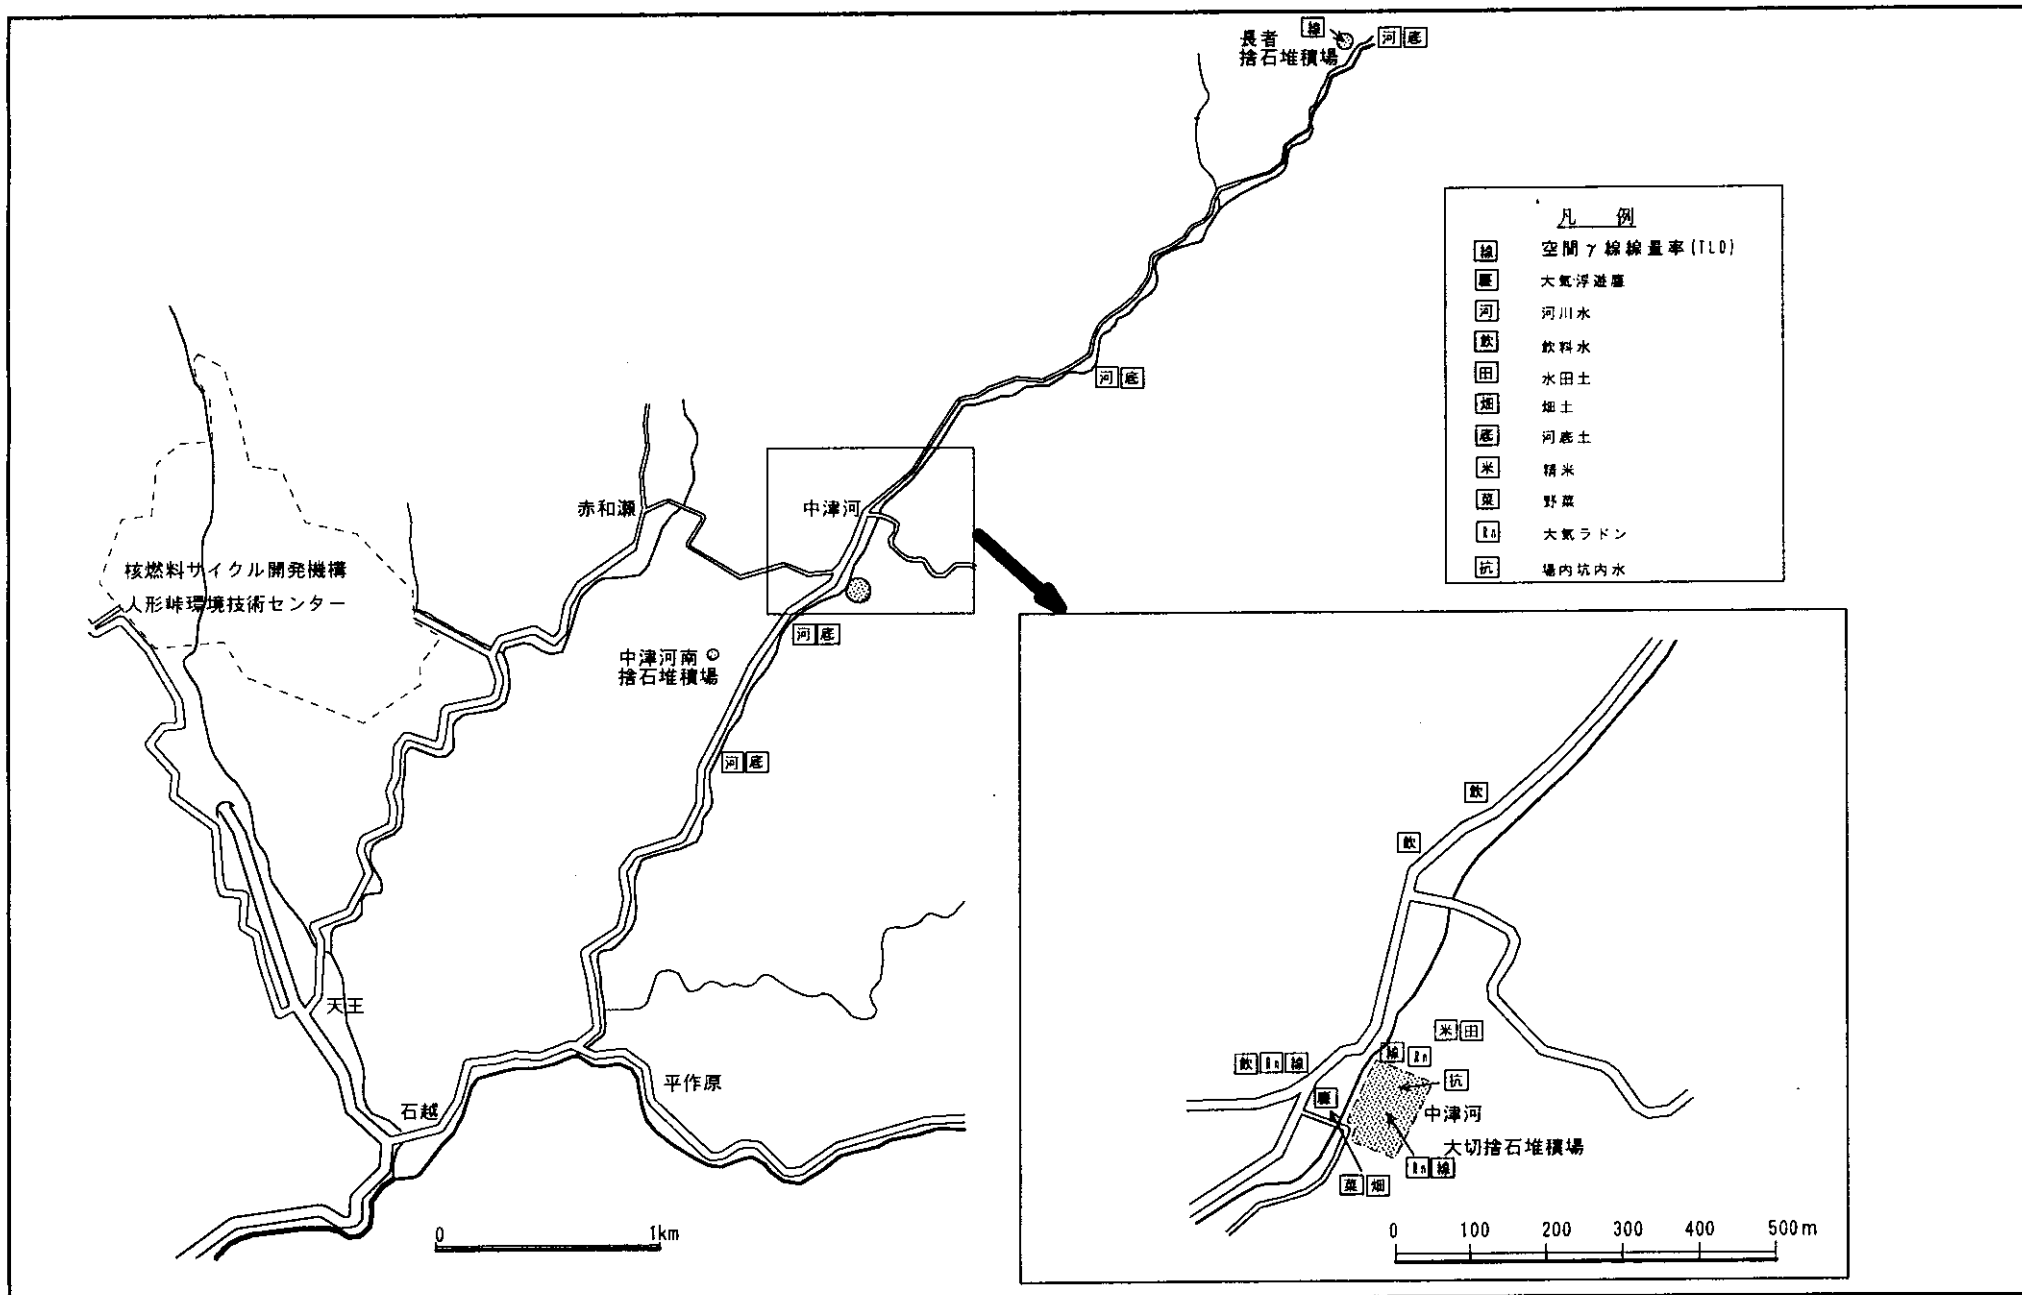 長者
捨石堆積場
線
河 底
凡 例
線 空間γ線線量率(TLD)
塵 大気浮遊塵
河 河川水
飲 飲料水
田 水田土
畑 畑土
底 河底土
米 精米
菜 野菜
Rn 大気ラドン
抗 場内坑内水
河 底
赤和瀬
中津河
核燃料サイクル開発機構
人形峠環境技術センター
河 底
中津河南
捨石堆積場
河 底
天王
石越
平作原
0 1km
飲
飲
米 田
線 Rn
飲 Rn 線
抗
塵
中津河
大切捨石堆積場
Rn 線
菜 畑
0 100 200 300 400 500m